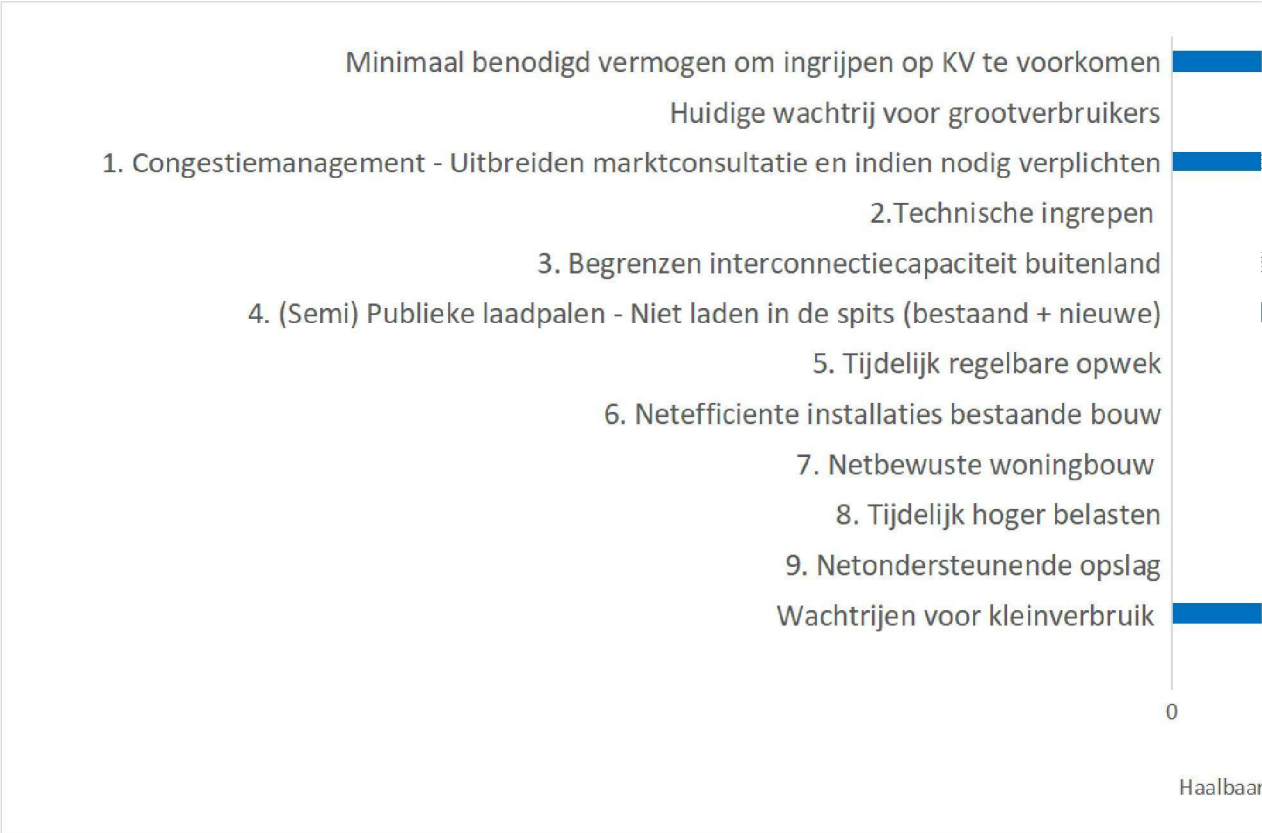 Minimaal benodigd vermogen om ingrijpen op KV te voorkomen
Huidige wachtrij voor grootverbruikers
1. Congestiemanagement - Uitbreiden marktconsultatie en indien nodig verplichten
2.Technische ingrepen
3. Begrenzen interconnectiecapaciteit buitenland
4. (Semi) Publieke laadpalen - Niet laden in de spits (bestaand + nieuwe)
5. Tijdelijk regelbare opwek
6. Netefficiente installaties bestaande bouw
7. Netbewuste woningbouw
8. Tijdelijk hoger belasten
9. Netondersteunende opslag
Wachtrijen voor kleinverbruik
0
Haalbaar